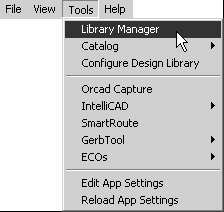 File View Tools Help
Library Manager
Catalog
Configure Design Library
Orcad Capture
IntelliCAD
SmartRoute
GerbTool
ECOs
Edit App Settings
Reload App Settings